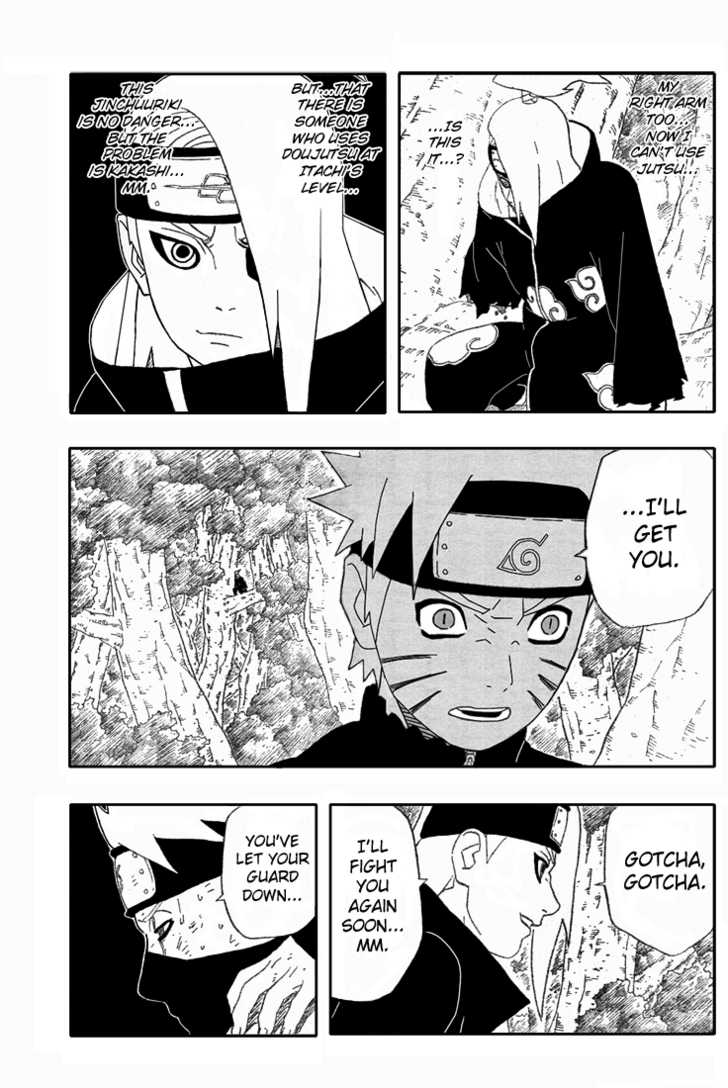 MY
RIGHT ARM
TOO...
NOW I
CAN'T USE
JUTSU...
...IS
THIS
IT...?
BUT...THAT
THERE IS
SOMEONE
WHO USES
DOUJUTSU AT
ITACHI'S
LEVEL...
THIS
JINCHUURIKI
IS NO DANGER...
BUT THE
PROBLEM
IS KAKASHI...
MM.
...I'LL
GET
YOU.
GOTCHA,
GOTCHA.
I'LL
FIGHT
YOU
AGAIN
SOON...
MM.
YOU'VE
LET YOUR
GUARD
DOWN...